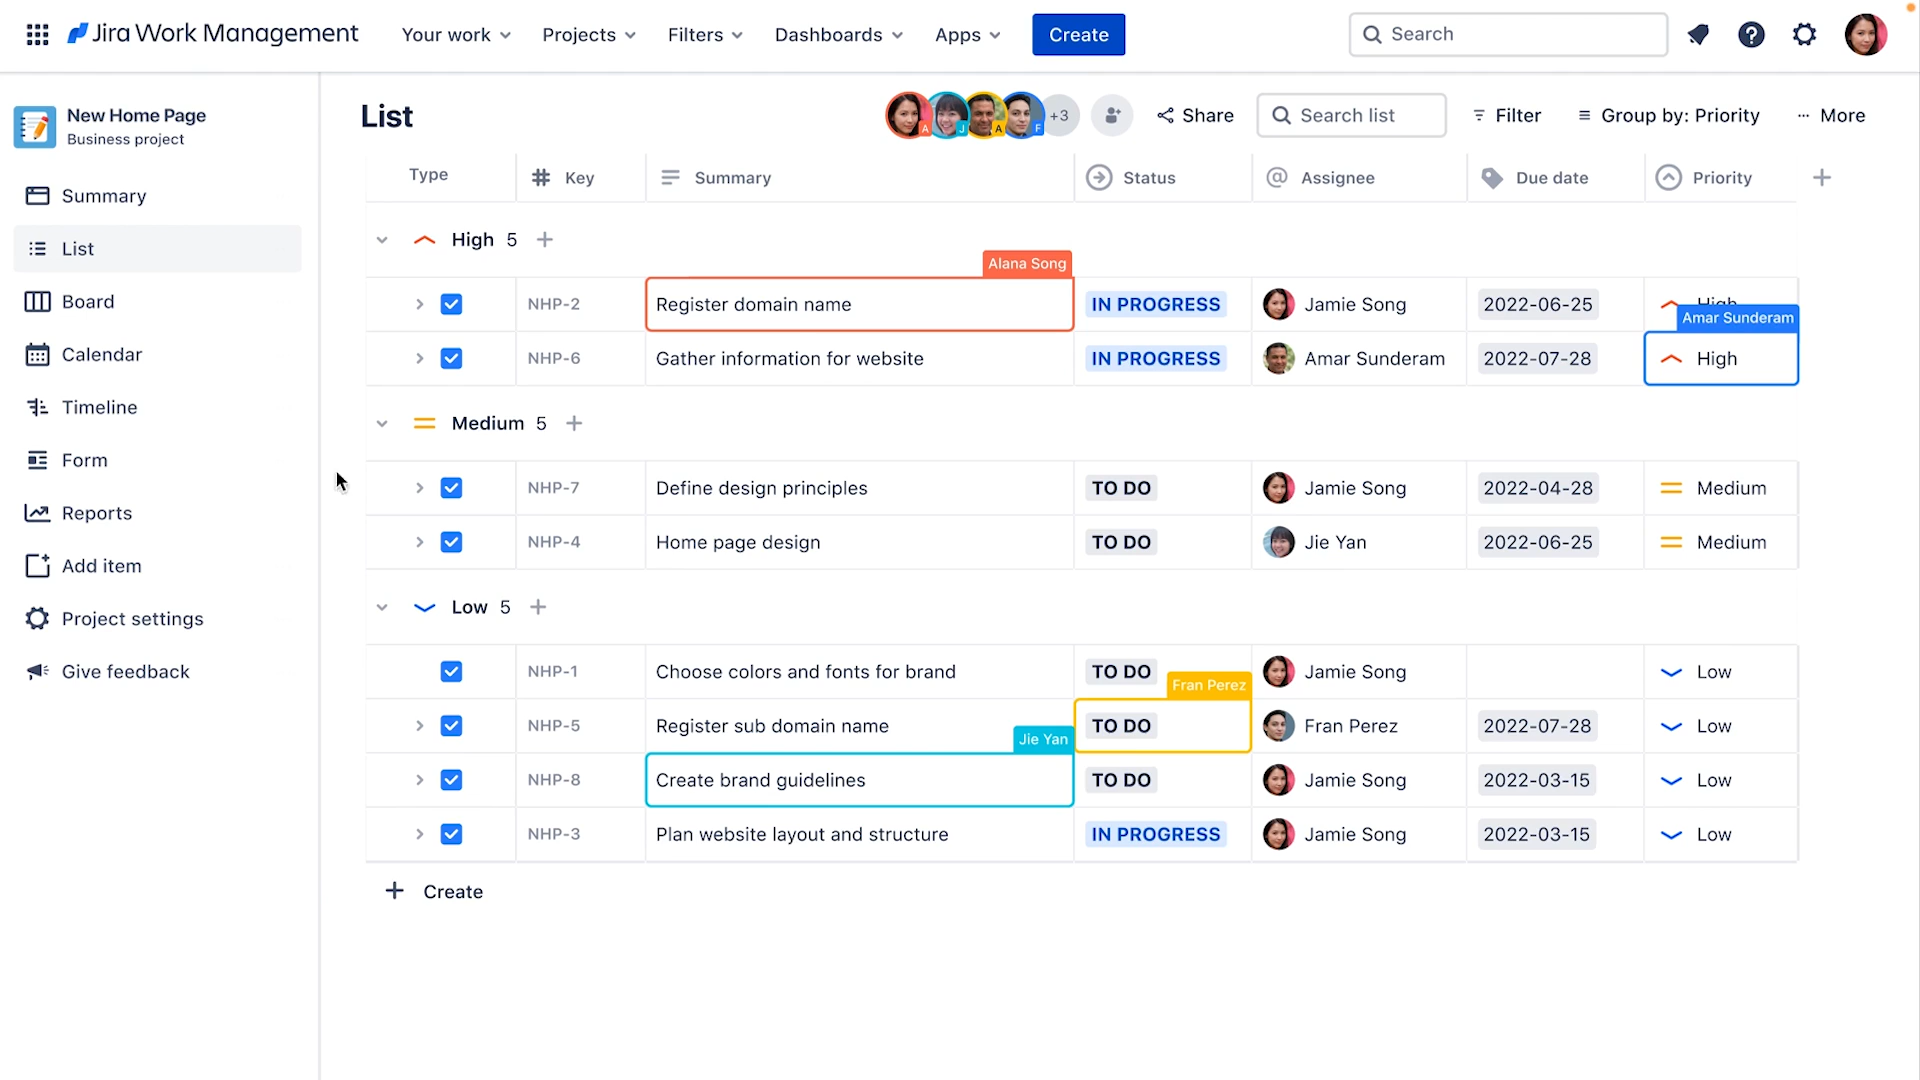 Jira Work Management
Your work
Projects
Filters
Dashboards
Apps
Create
Search
New Home Page
Business project
Summary
List
Board
Calendar
Timeline
Form
Reports
Add item
Project settings
Give feedback
List
A
J
A
F
+3
Share
Search list
Filter
Group by: Priority
More
Type
Key
Summary
Status
Assignee
Due date
Priority
High 5
Alana Song
NHP-2 Register domain name IN PROGRESS Jamie Song 2022-06-25 High
Amar Sunderam
NHP-6 Gather information for website IN PROGRESS Amar Sunderam 2022-07-28 High
Medium 5
NHP-7 Define design principles TO DO Jamie Song 2022-04-28 Medium
NHP-4 Home page design TO DO Jie Yan 2022-06-25 Medium
Low 5
NHP-1 Choose colors and fonts for brand TO DO Jamie Song Low
Fran Perez
NHP-5 Register sub domain name TO DO Fran Perez 2022-07-28 Low
Jie Yan
NHP-8 Create brand guidelines TO DO Jamie Song 2022-03-15 Low
NHP-3 Plan website layout and structure IN PROGRESS Jamie Song 2022-03-15 Low
Create